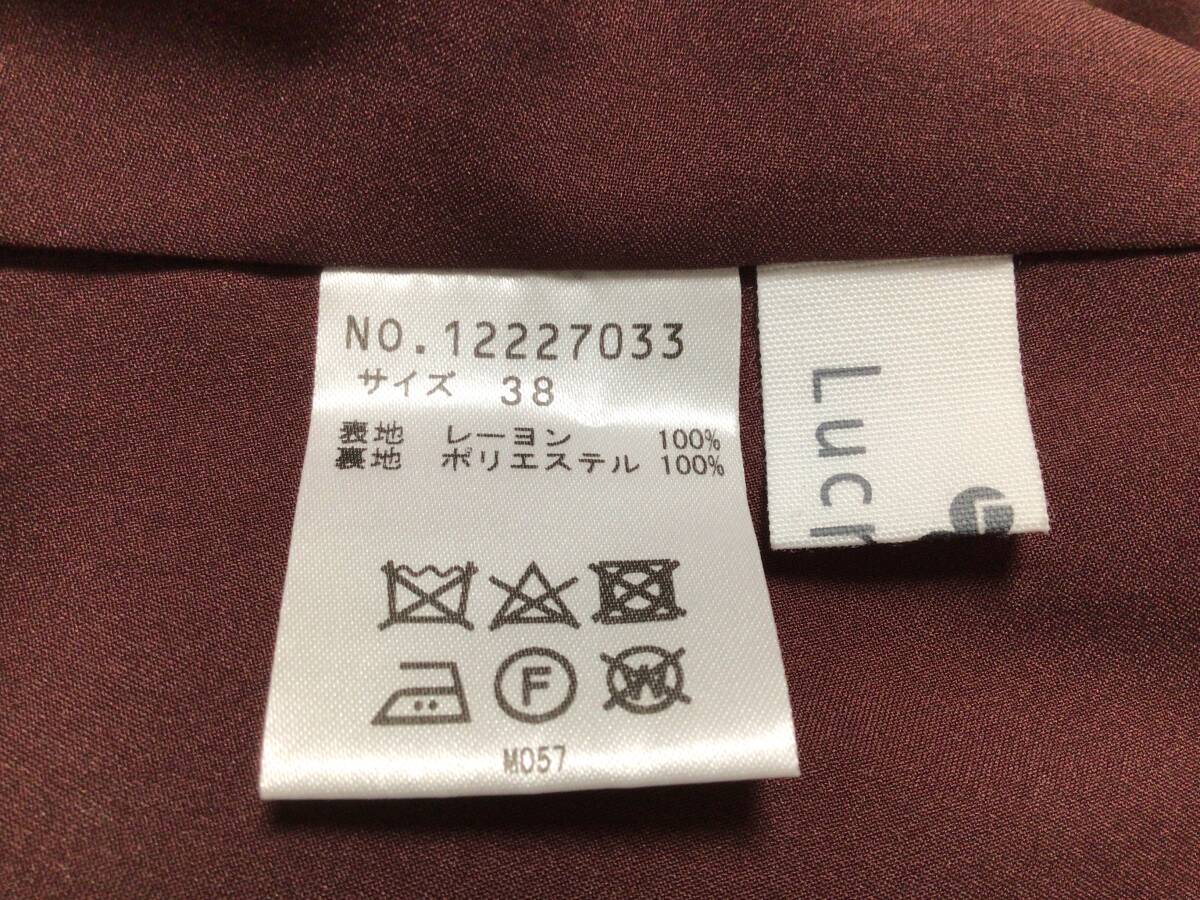 NO.12227033
サイズ 38
表地 レーヨン 100%
裏地 ポリエステル 100%
F
W
M057